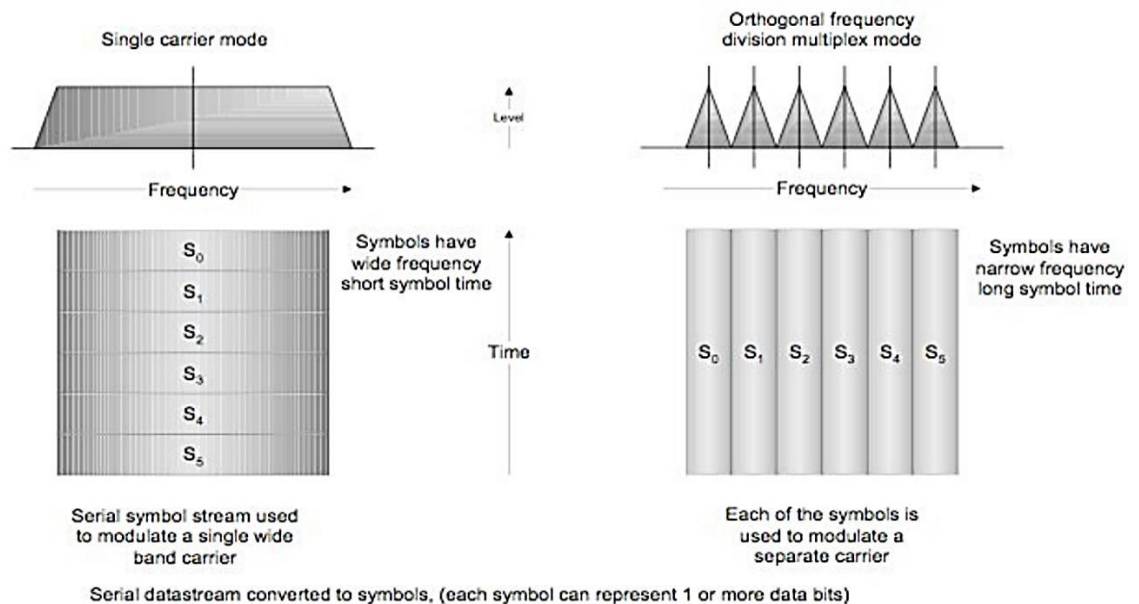 Single carrier mode
Orthogonal frequency
division multiplex mode
Level
Frequency
Frequency
S0
S1
S2
S3
S4
S5
Symbols have
wide frequency
short symbol time
Time
S0 S1 S2 S3 S4 S5
Symbols have
narrow frequency
long symbol time
Serial symbol stream used
to modulate a single wide
band carrier
Each of the symbols is
used to modulate a
separate carrier
Serial datastream converted to symbols, (each symbol can represent 1 or more data bits)